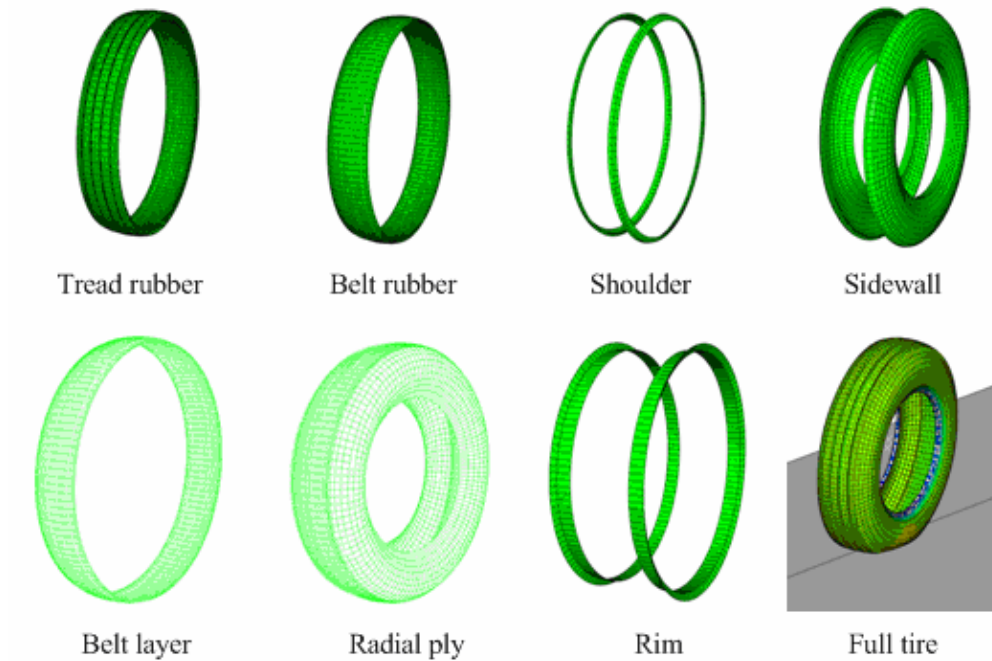 Tread rubber
Belt rubber
Shoulder
Sidewall
Belt layer
Radial ply
Rim
Full tire